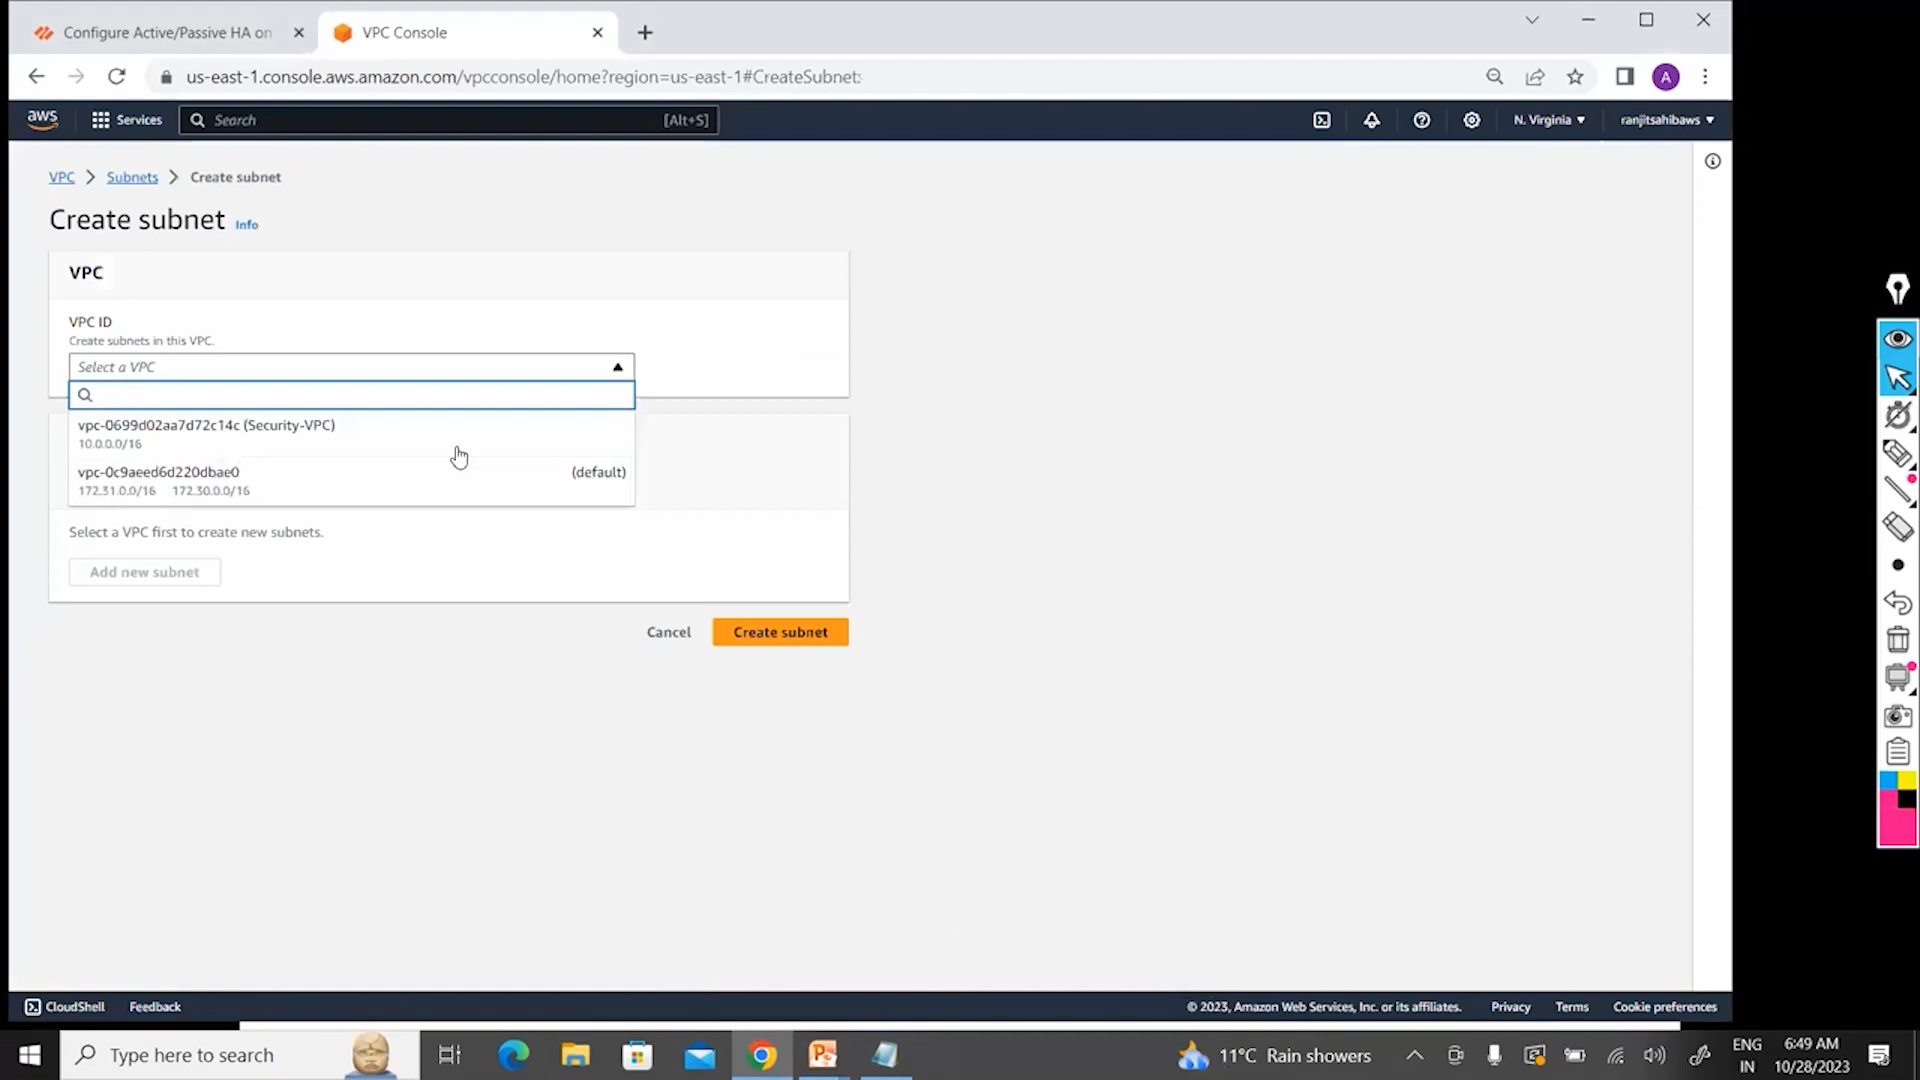 Configure Active/Passive HA on
VPC Console
us-east-1.console.aws.amazon.com/vpcconsole/home?region=us-east-1#CreateSubnet:
A
aws
Services
Search
[Alt+S]
N. Virginia
ranjitsahibaws
VPC
Subnets
Create subnet
Create subnet Info
VPC
VPC ID
Create subnets in this VPC.
Select a VPC
vpc-0699d02aa7d72c14c (Security-VPC)
10.0.0.0/16
vpc-0c9aeed6d220dbae0 (default)
172.31.0.0/16 172.30.0.0/16
Select a VPC first to create new subnets.
Add new subnet
Cancel
Create subnet
CloudShell
Feedback
© 2023, Amazon Web Services, Inc. or its affiliates.
Privacy
Terms
Cookie preferences
Type here to search
11°C Rain showers
ENG
IN
6:49 AM
10/28/2023